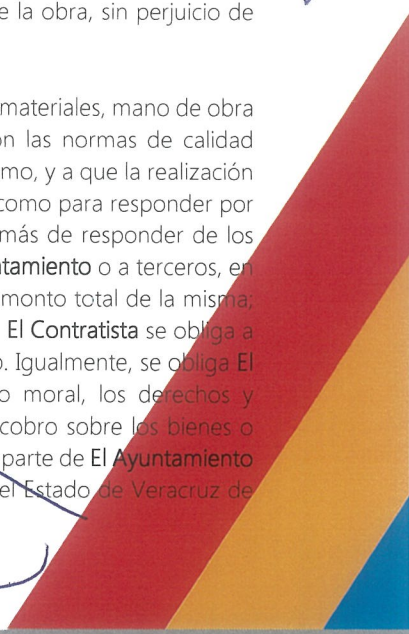 e la obra, sin perjuicio de
materiales, mano de obra
n las normas de calidad
mo, y a que la realización
como para responder por
más de responder de los
ntamiento o a terceros, en
monto total de la misma;
El Contratista se obliga a
o. Igualmente, se obliga El
o moral, los derechos y
cobro sobre los bienes o
parte de El Ayuntamiento
el Estado de Veracruz de